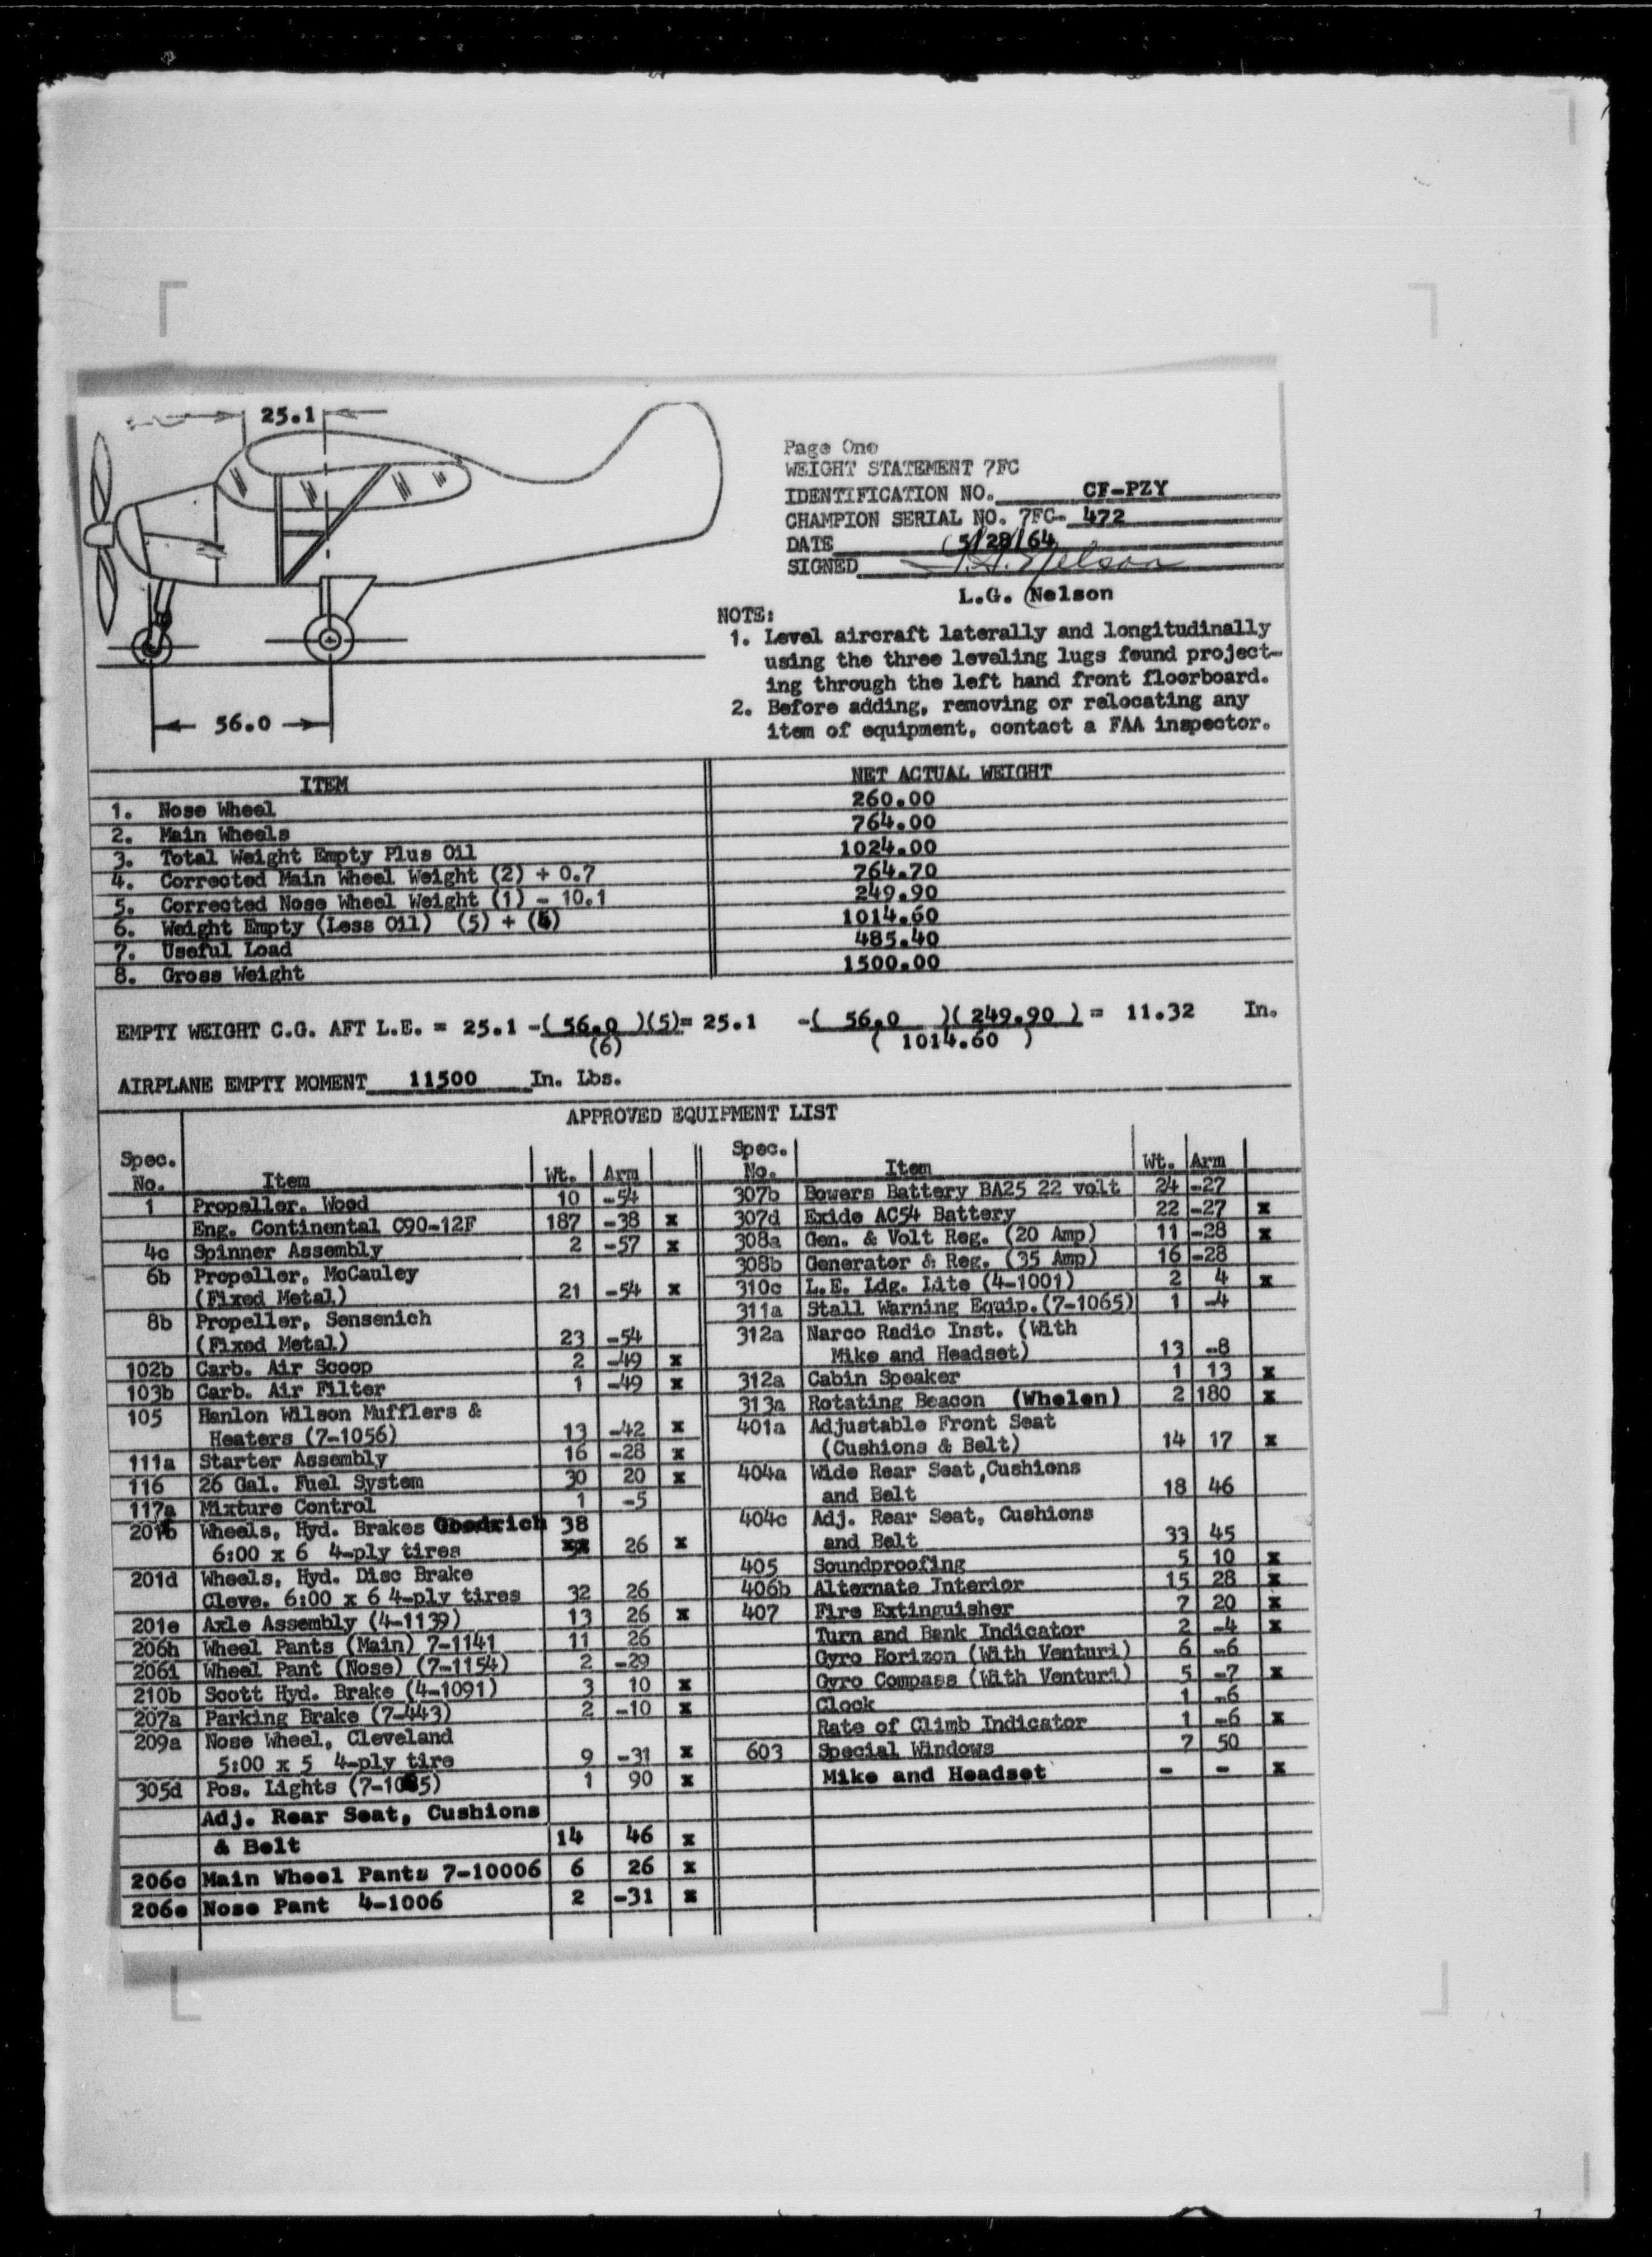 25.1
Page One
WEIGHT STATEMENT 7FC
IDENTIFICATION NO. CF-PZY
CHAMPION SERIAL NO. 7FC- 472
DATE 5/28/64
SIGNED Nelson
L.G. Nelson
NOTE:
1. Level aircraft laterally and longitudinally
using the three leveling lugs found project-
ing through the left hand front floorboard.
2. Before adding, removing or relocating any
item of equipment, contact a FAA inspector.
56.0
ITEM NET ACTUAL WEIGHT
1. Nose Wheel 260.00
2. Main Wheels 764.00
3. Total Weight Empty Plus Oil 1024.00
4. Corrected Main Wheel Weight (2) + 0.7 764.70
5. Corrected Nose Wheel Weight (1) - 10.1 249.90
6. Weight Empty (Less Oil) (5) + (4) 1014.60
7. Useful Load 485.40
8. Gross Weight 1500.00
EMPTY WEIGHT C.G. AFT L.E. = 25.1 -( 56.0 )(5)= 25.1 -( 56.0 )( 249.90 ) = 11.32 In.
(6) ( 1014.60 )
AIRPLANE EMPTY MOMENT 11500 In. Lbs.
APPROVED EQUIPMENT LIST
Spec.
No. Item Wt. Arm
1 Propeller, Wood 10 -54
Eng. Continental C90-12F 187 -38 x
4c Spinner Assembly 2 -57 x
6b Propeller, McCauley
(Fixed Metal) 21 -54 x
8b Propeller, Sensenich
(Fixed Metal) 23 -54
102b Carb. Air Scoop 2 -49 x
103b Carb. Air Filter 1 -49 x
105 Hanlon Wilson Mufflers &
Heaters (7-1056) 13 -42 x
111a Starter Assembly 16 -28 x
116 26 Gal. Fuel System 30 20 x
117a Mixture Control 1 -5
201b Wheels, Hyd. Brakes Goodrich 38
6:00 x 6 4-ply tires xx 26 x
201d Wheels, Hyd. Disc Brake
Cleve. 6:00 x 6 4-ply tires 32 26
201e Axle Assembly (4-1139) 13 26 x
206h Wheel Pants (Main) 7-1141 11 26
206i Wheel Pant (Nose) (7-1154) 2 -29
210b Scott Hyd. Brake (4-1091) 3 10 x
207a Parking Brake (7-443) 2 -10 x
209a Nose Wheel, Cleveland
5:00 x 5 4-ply tire 9 -31 x
305d Pos. Lights 1 90 x
Adj. Rear Seat, Cushions
& Belt 14 46 x
206c Main Wheel Pants 7-10006 6 26 x
206e Nose Pant 4-1006 2 -31 x
Spec.
No. Item Wt. Arm
307b Bowers Battery BA25 22 volt 24 -27
307d Exide AC54 Battery 22 -27 x
308a Gen. & Volt Reg. (20 Amp) 11 -28 x
308b Generator & Reg. (35 Amp) 16 -28
310c L.E. Ldg. Lite (4-1001) 2 4 x
311a Stall Warning Equip.(7-1065) 1 -4
312a Narco Radio Inst. (With
Mike and Headset) 13 -8
312a Cabin Speaker 1 13 x
313a Rotating Beacon (Whelen) 2 180 x
401a Adjustable Front Seat
(Cushions & Belt) 14 17 x
404a Wide Rear Seat,Cushions
and Belt 18 46
404c Adj. Rear Seat, Cushions
and Belt 33 45
405 Soundproofing 5 10 x
406b Alternate Interior 15 28 x
407 Fire Extinguisher 7 20 x
Turn and Bank Indicator 2 -4 x
Gyro Horizon (With Venturi) 6 -6
Gyro Compass (With Venturi) 5 -7 x
Clock 1 -6
Rate of Climb Indicator 1 -6 x
603 Special Windows 7 50
Mike and Headset - - x